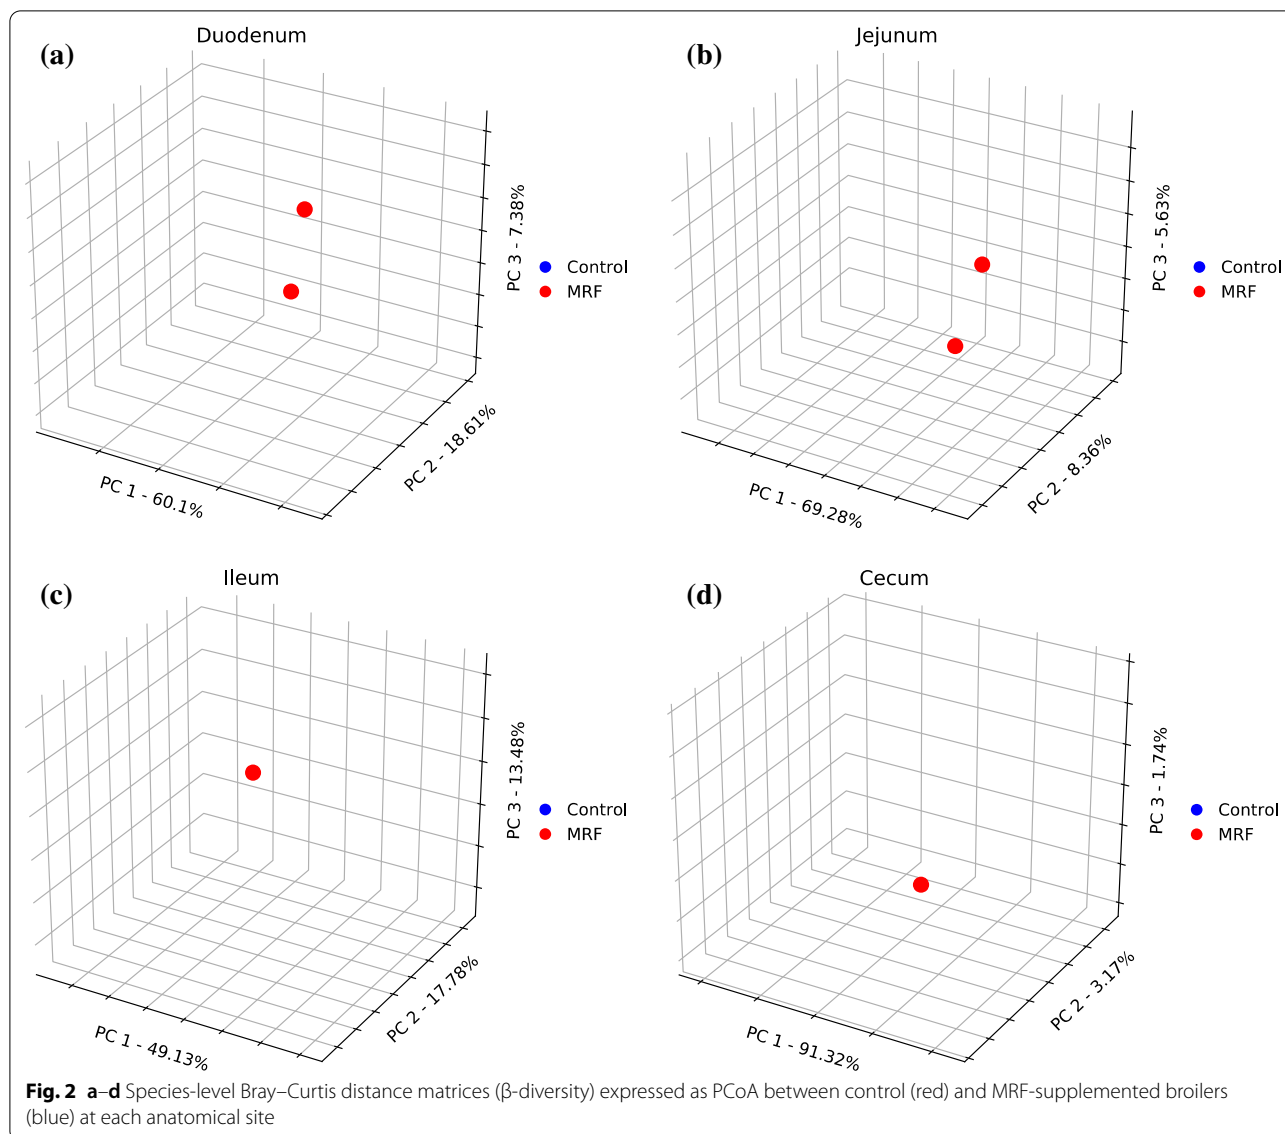 (a)
Duodenum
PC 3 - 7.38%
Control
MRF
PC 2 - 18.61%
PC 1 - 60.1%
(b)
Jejunum
PC 3 - 5.63%
Control
MRF
PC 2 - 8.36%
PC 1 - 69.28%
(c)
Ileum
PC 3 - 13.48%
Control
MRF
PC 2 - 17.78%
PC 1 - 49.13%
(d)
Cecum
PC 3 - 1.74%
Control
MRF
PC 2 - 3.17%
PC 1 - 91.32%
Fig. 2 a–d Species-level Bray–Curtis distance matrices (β-diversity) expressed as PCoA between control (red) and MRF-supplemented broilers
(blue) at each anatomical site